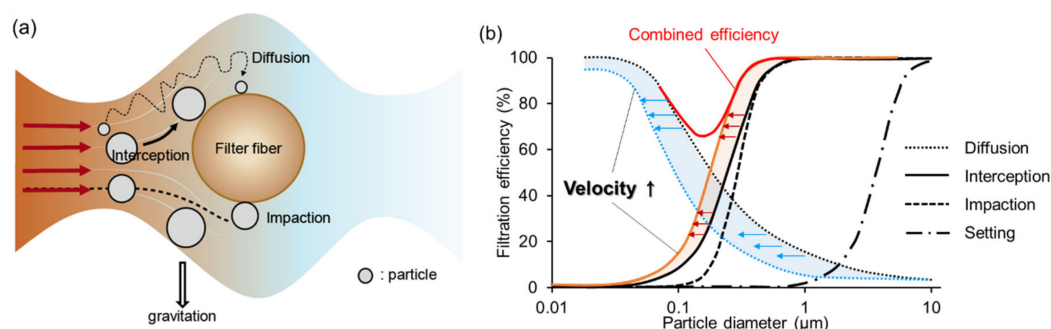 (a)
Diffusion
Interception
Filter fiber
Impaction
: particle
gravitation
(b)
Combined efficiency
Filtration efficiency (%)
100
80
60
40
20
0
Velocity ↑
0.01
0.1
1
10
Particle diameter (μm)
Diffusion
Interception
Impaction
Setting